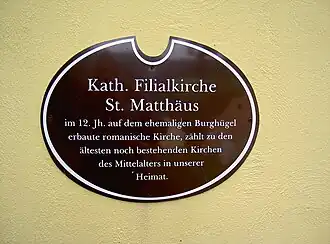 Kath. Filialkirche
St. Matthäus
im 12. Jh. auf dem ehemaligen Burghügel
erbaute romanische Kirche, zählt zu den
ältesten noch bestehenden Kirchen
des Mittelalters in unserer
Heimat.